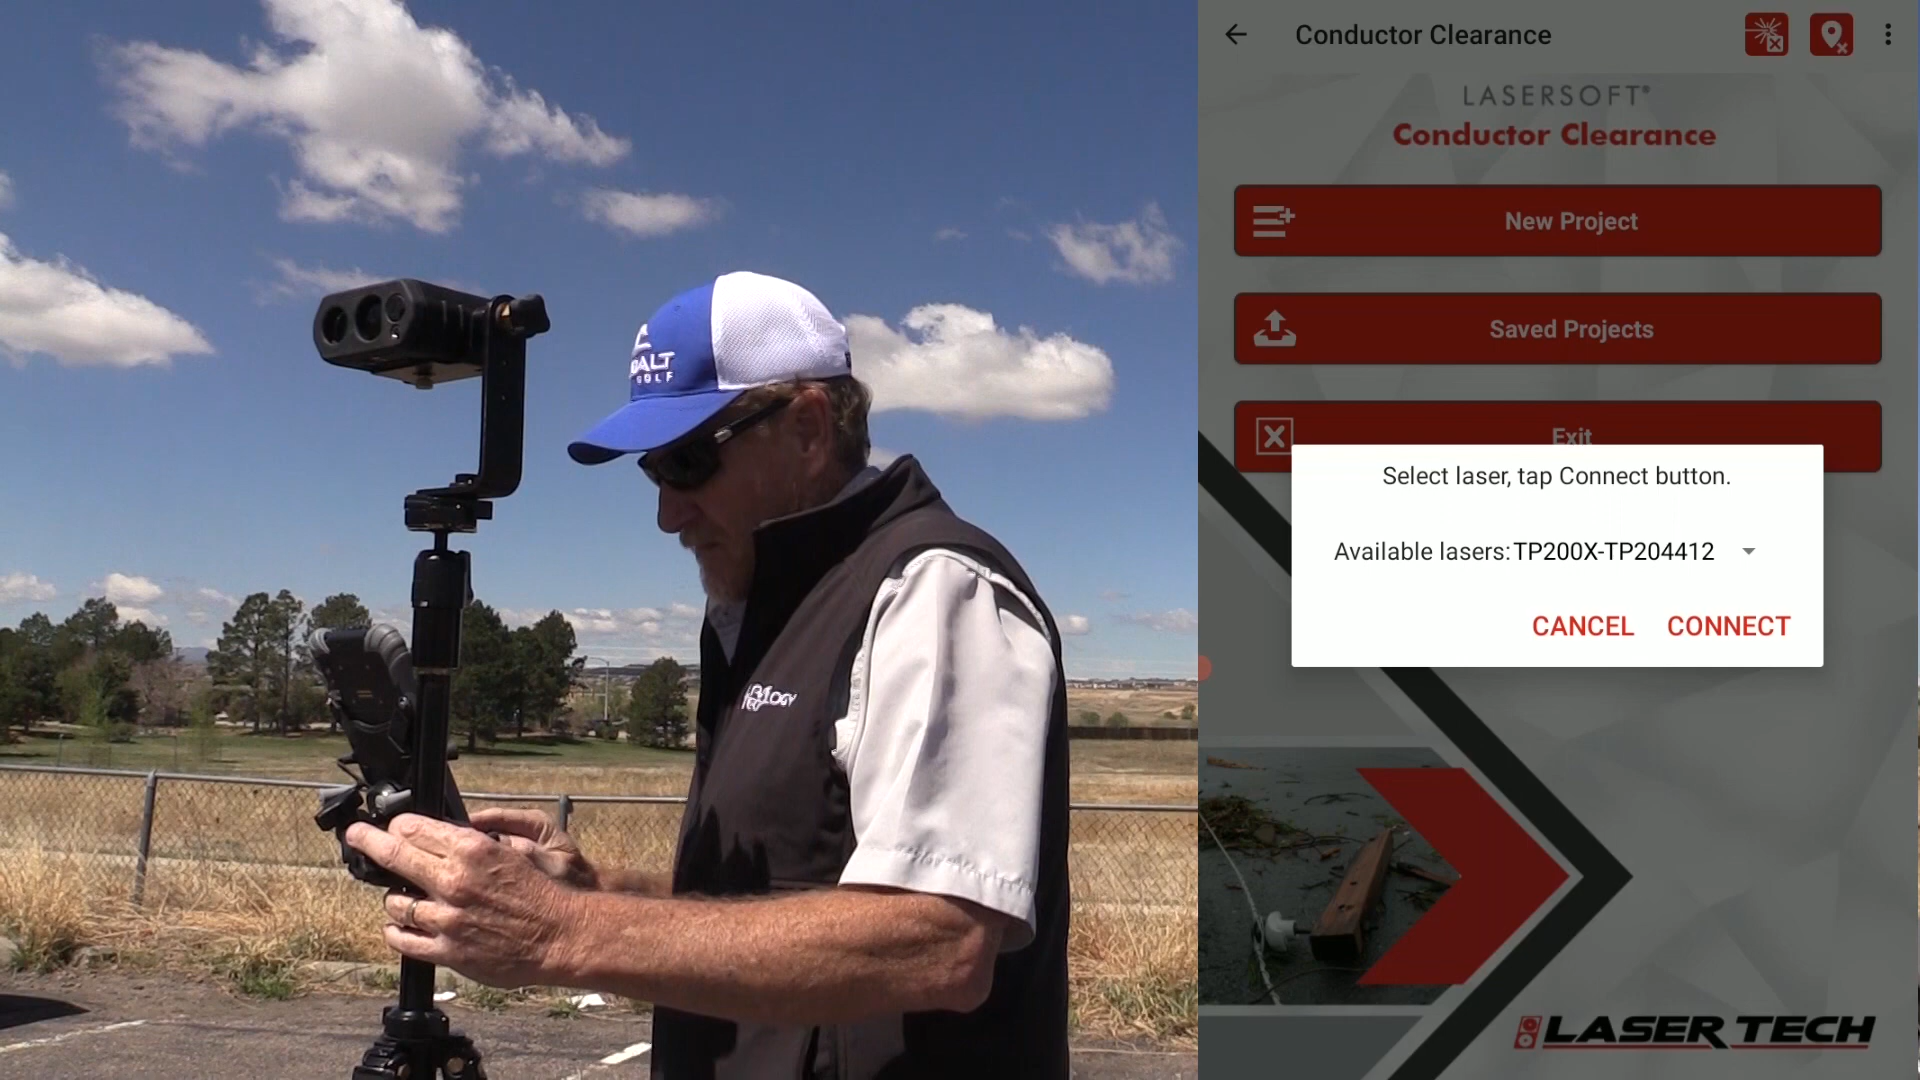 Conductor Clearance
LASERSOFT®
Conductor Clearance
New Project
Saved Projects
Exit
Select laser, tap Connect button.
Available lasers: TP200X-TP204412
CANCEL CONNECT
LASER TECH
GOLF